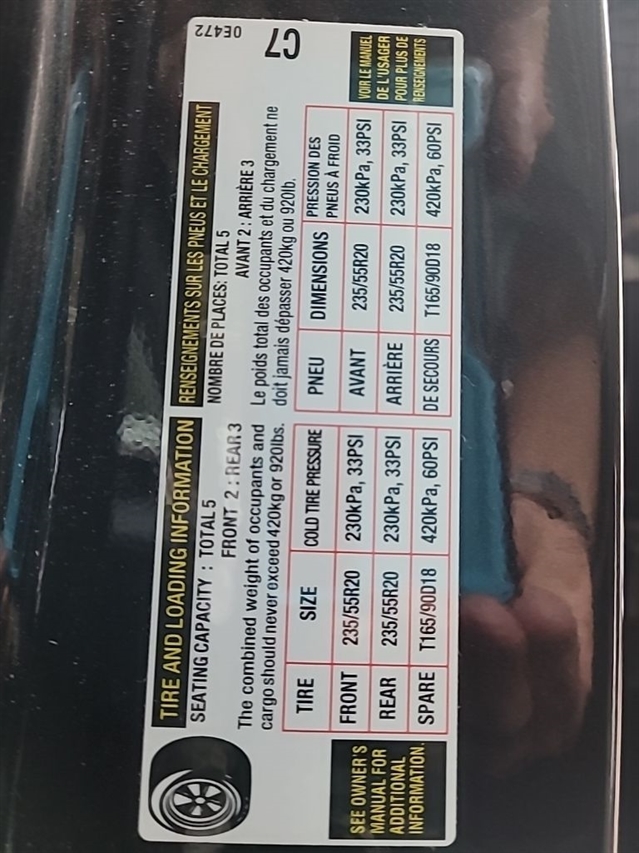 TIRE AND LOADING INFORMATION
SEATING CAPACITY : TOTAL 5
FRONT 2 : REAR 3
The combined weight of occupants and
cargo should never exceed 420kg or 920lbs.
TIRE SIZE COLD TIRE PRESSURE
FRONT 235/55R20 230kPa, 33PSI
REAR 235/55R20 230kPa, 33PSI
SPARE T165/90D18 420kPa, 60PSI
SEE OWNER'S
MANUAL FOR
ADDITIONAL
INFORMATION.
RENSEIGNEMENTS SUR LES PNEUS ET LE CHARGEMENT
NOMBRE DE PLACES: TOTAL 5
AVANT 2 : ARRIÈRE 3
Le poids total des occupants et du chargement ne
doit jamais dépasser 420kg ou 920lb.
PNEU DIMENSIONS PRESSION DES
PNEUS À FROID
AVANT 235/55R20 230kPa, 33PSI
ARRIÈRE 235/55R20 230kPa, 33PSI
DE SECOURS T165/90D18 420kPa, 60PSI
VOIR LE MANUEL
DE L'USAGER
POUR PLUS DE
RENSEIGNEMENTS
0E472
C7